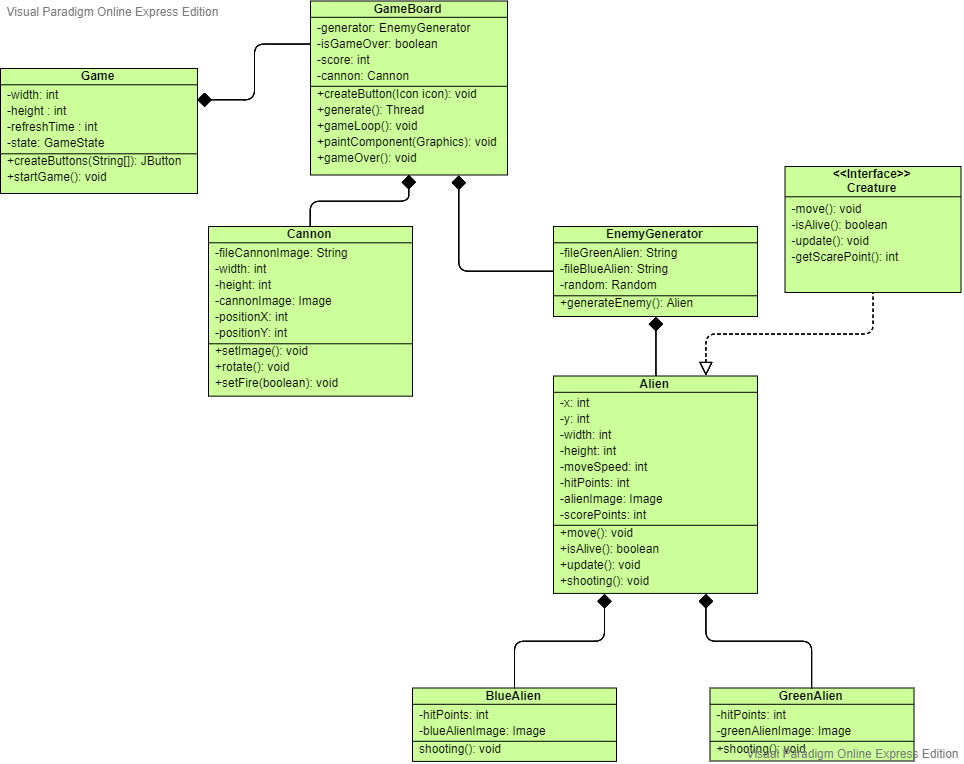 Visual Paradigm Online Express Edition
GameBoard
-generator: EnemyGenerator
-isGameOver: boolean
-score: int
-cannon: Cannon
+createButton(Icon icon): void
+generate(): Thread
+gameLoop(): void
+paintComponent(Graphics): void
+gameOver(): void
Game
-width: int
-height : int
-refreshTime : int
-state: GameState
+createButtons(String[]): JButton
+startGame(): void
<<Interface>>
Creature
-move(): void
-isAlive(): boolean
-update(): void
-getScarePoint(): int
Cannon
-fileCannonImage: String
-width: int
-height: int
-cannonImage: Image
-positionX: int
-positionY: int
+setImage(): void
+rotate(): void
+setFire(boolean): void
EnemyGenerator
-fileGreenAlien: String
-fileBlueAlien: String
-random: Random
+generateEnemy(): Alien
Alien
-x: int
-y: int
-width: int
-height: int
-moveSpeed: int
-hitPoints: int
-alienImage: Image
-scorePoints: int
+move(): void
+isAlive(): boolean
+update(): void
+shooting(): void
BlueAlien
-hitPoints: int
-blueAlienImage: Image
shooting(): void
GreenAlien
-hitPoints: int
-greenAlienImage: Image
+shooting(): void
Visual Paradigm Online Express Edition